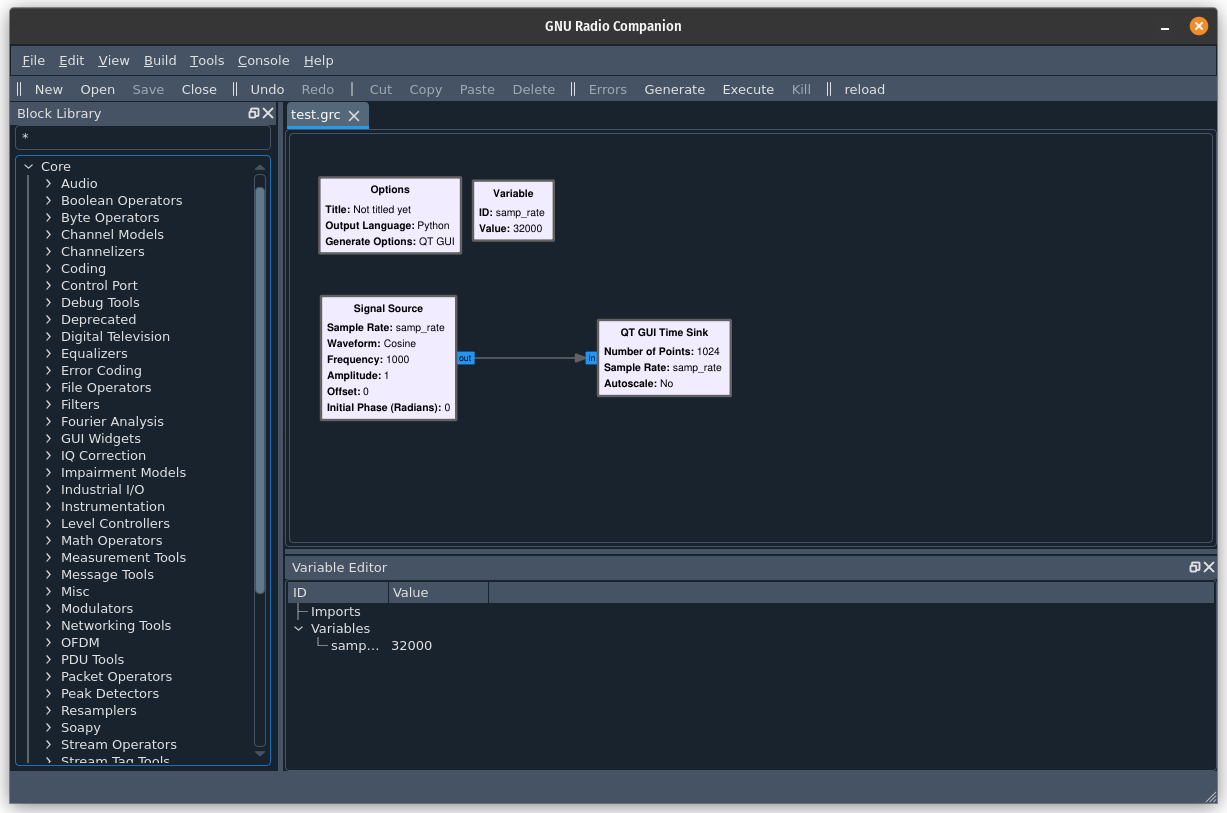 GNU Radio Companion
File Edit View Build Tools Console Help
New Open Save Close Undo Redo Cut Copy Paste Delete Errors Generate Execute Kill reload
Block Library
*
Core
Audio
Boolean Operators
Byte Operators
Channel Models
Channelizers
Coding
Control Port
Debug Tools
Deprecated
Digital Television
Equalizers
Error Coding
File Operators
Filters
Fourier Analysis
GUI Widgets
IQ Correction
Impairment Models
Industrial I/O
Instrumentation
Level Controllers
Math Operators
Measurement Tools
Message Tools
Misc
Modulators
Networking Tools
OFDM
PDU Tools
Packet Operators
Peak Detectors
Resamplers
Soapy
Stream Operators
Stream Tag Tools
test.grc
Options
Title: Not titled yet
Output Language: Python
Generate Options: QT GUI
Variable
ID: samp_rate
Value: 32000
Signal Source
Sample Rate: samp_rate
Waveform: Cosine
Frequency: 1000
Amplitude: 1
Offset: 0
Initial Phase (Radians): 0
out
in
QT GUI Time Sink
Number of Points: 1024
Sample Rate: samp_rate
Autoscale: No
Variable Editor
ID Value
Imports
Variables
samp... 32000